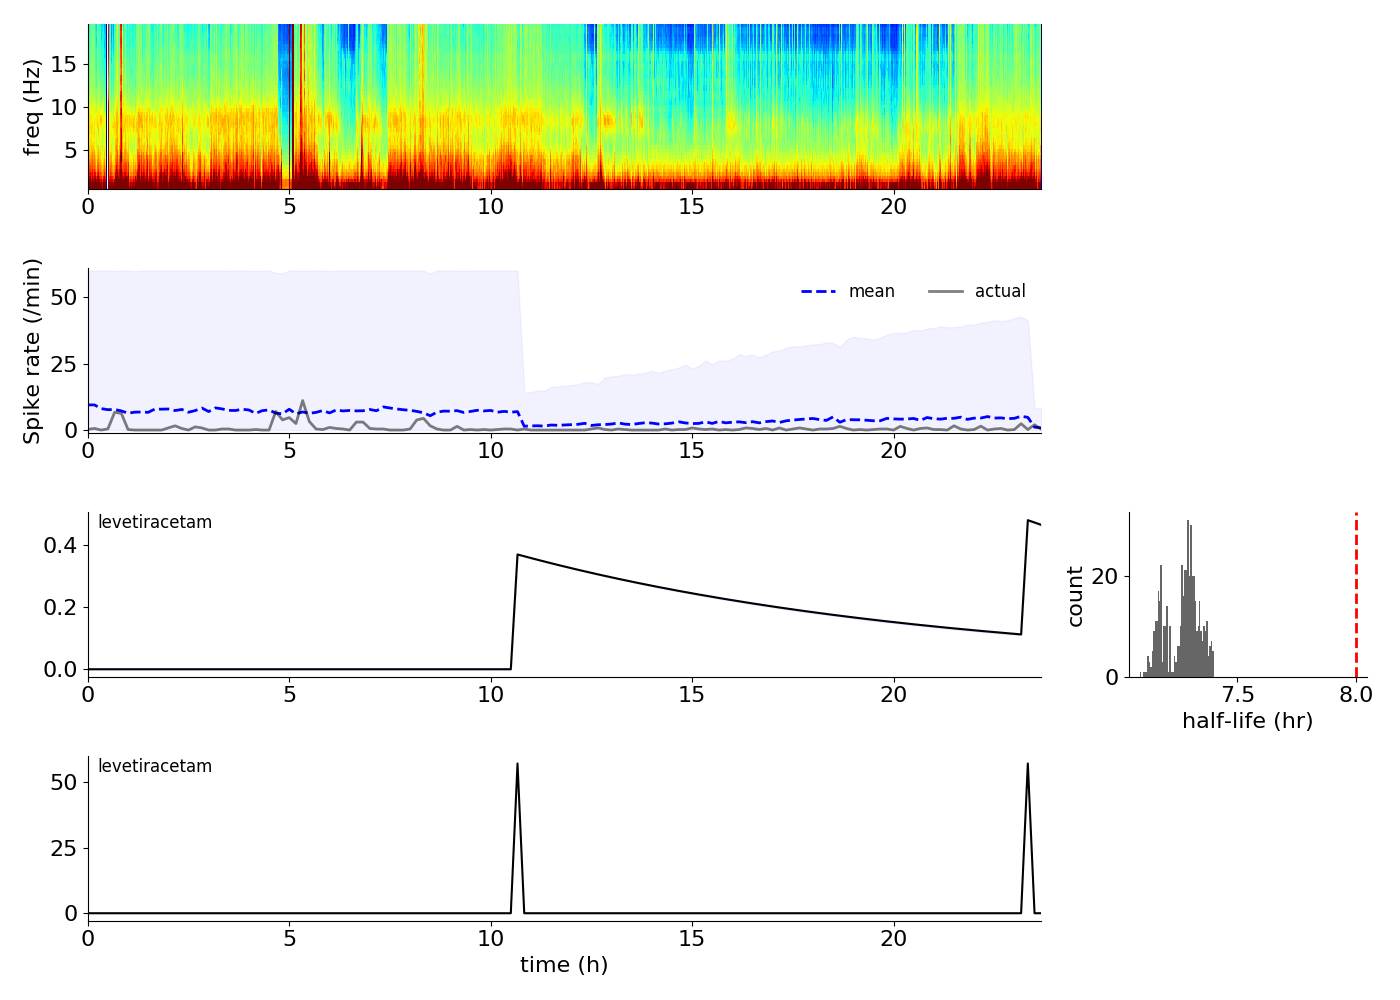 freq (Hz)
15
10
5
0 5 10 15 20
Spike rate (/min)
50
25
0
mean actual
0 5 10 15 20
levetiracetam
0.4
0.2
0.0
0 5 10 15 20
count
20
0
7.5 8.0
half-life (hr)
levetiracetam
50
25
0
0 5 10 15 20
time (h)